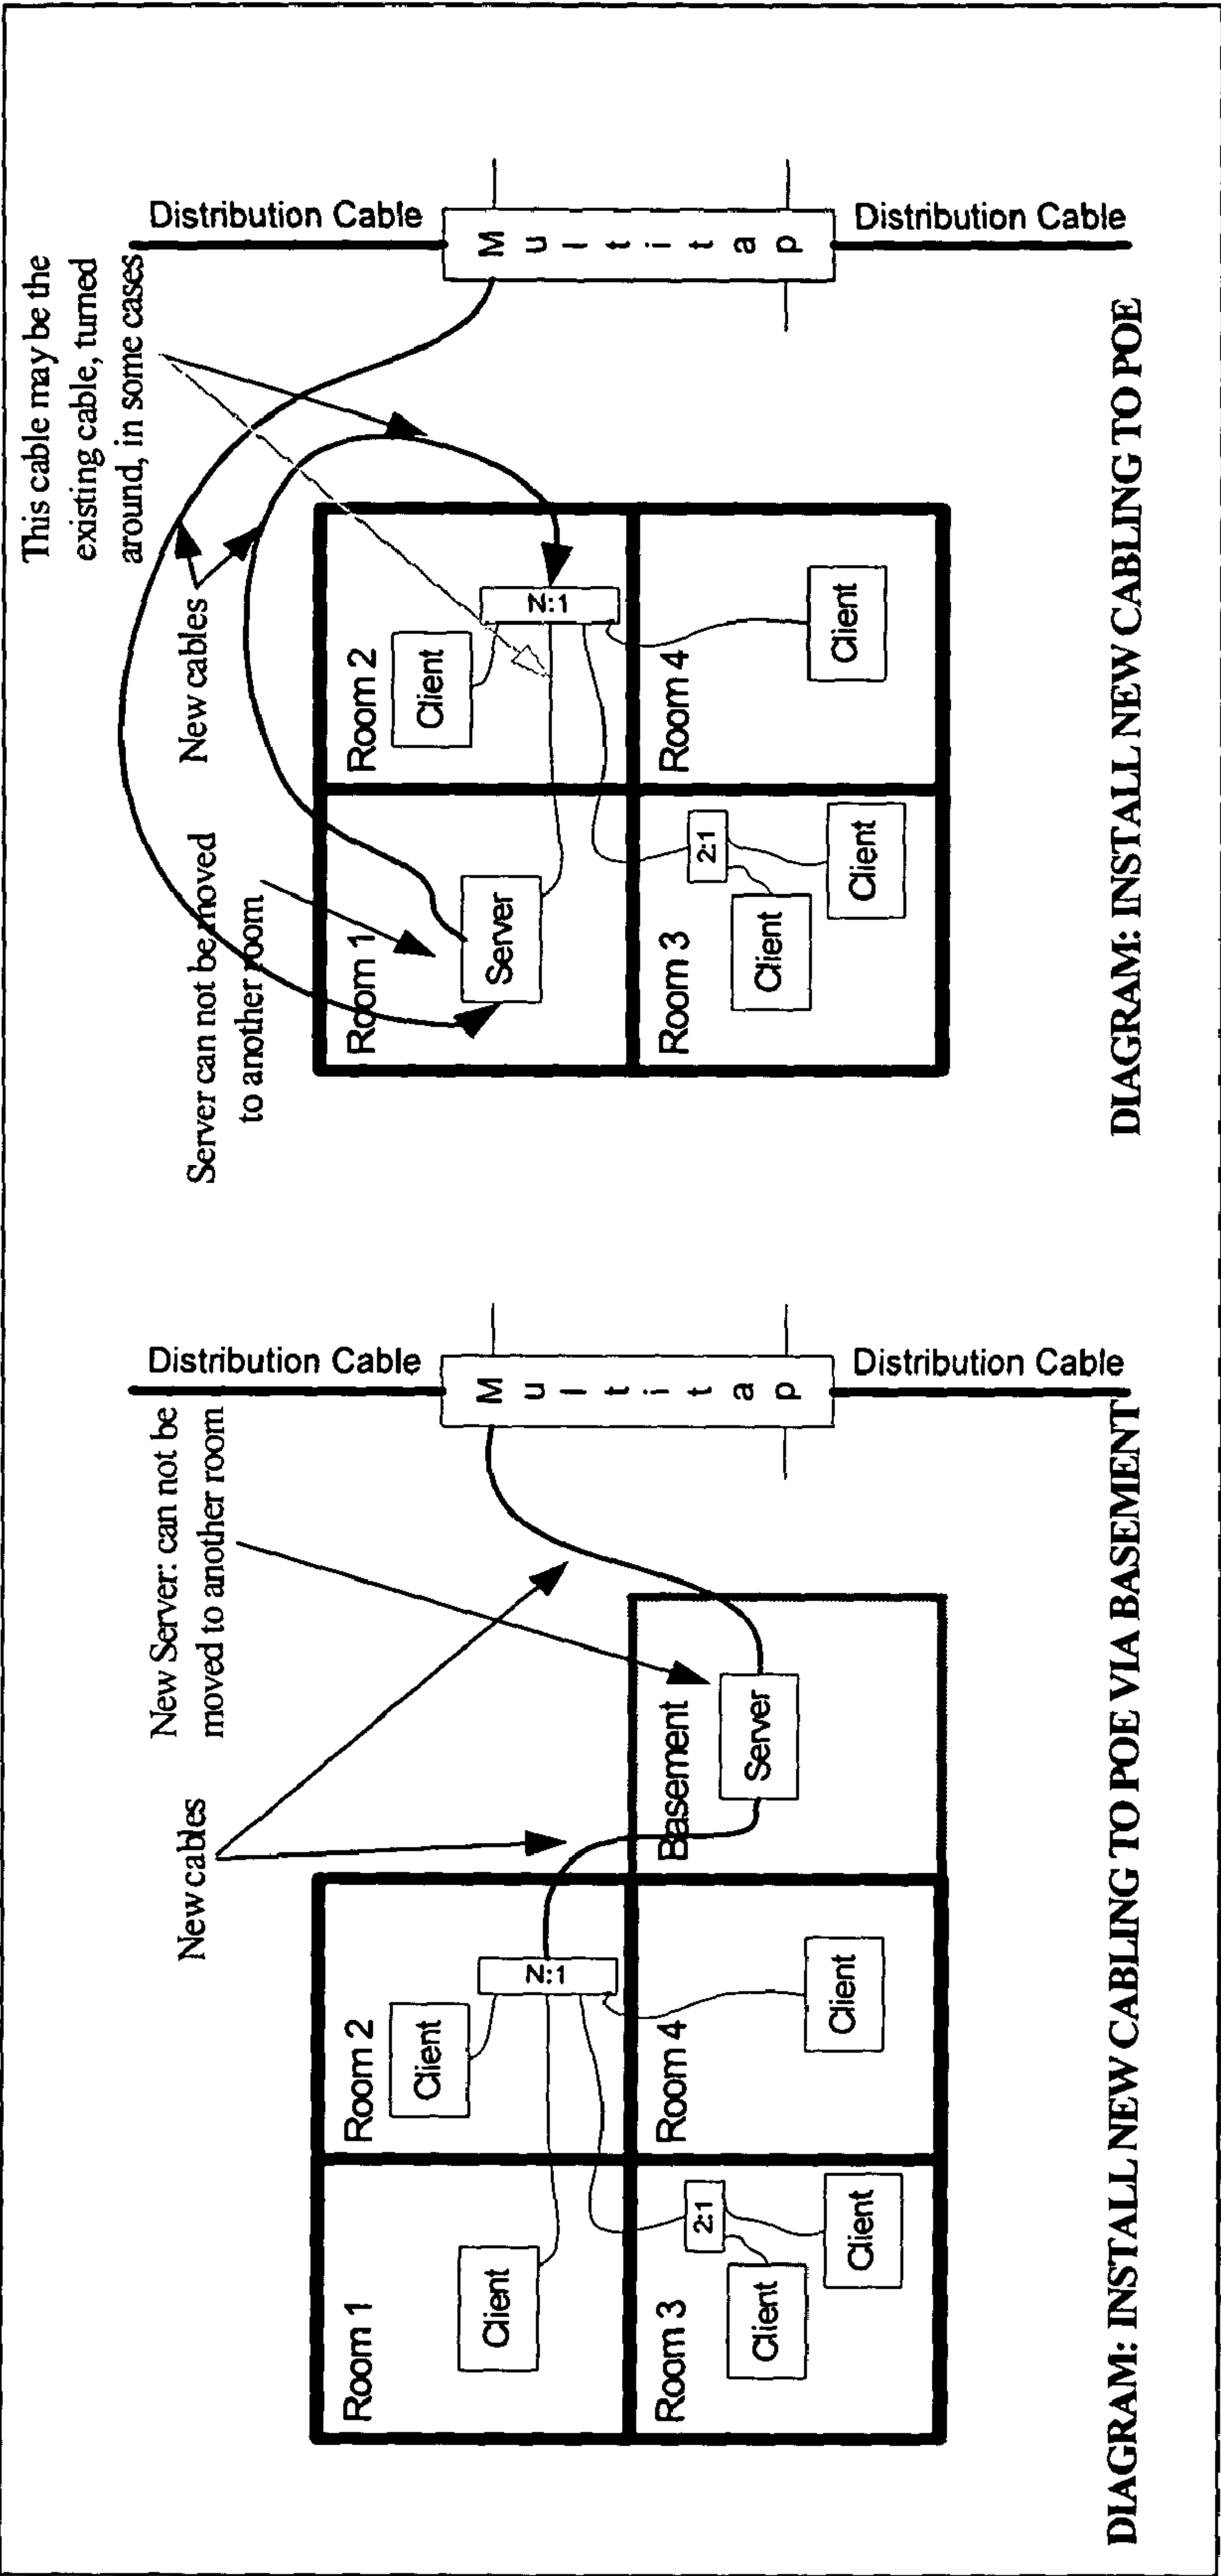 New cables
New Server: can not be
moved to another room
Distribution Cable
Multitap
Distribution Cable
Room 1
Client
Room 2
Client
N:1
Basement
Server
Room 3
Client
2:1
Client
Room 4
Client
DIAGRAM: INSTALL NEW CABLING TO POE VIA BASEMENT
Server can not be moved
to another room
New cables
This cable may be the
existing cable, turned
around, in some cases
Distribution Cable
Multitap
Distribution Cable
Room 1
Server
Room 2
Client
N:1
Room 3
Client
2:1
Client
Room 4
Client
DIAGRAM: INSTALL NEW CABLING TO POE